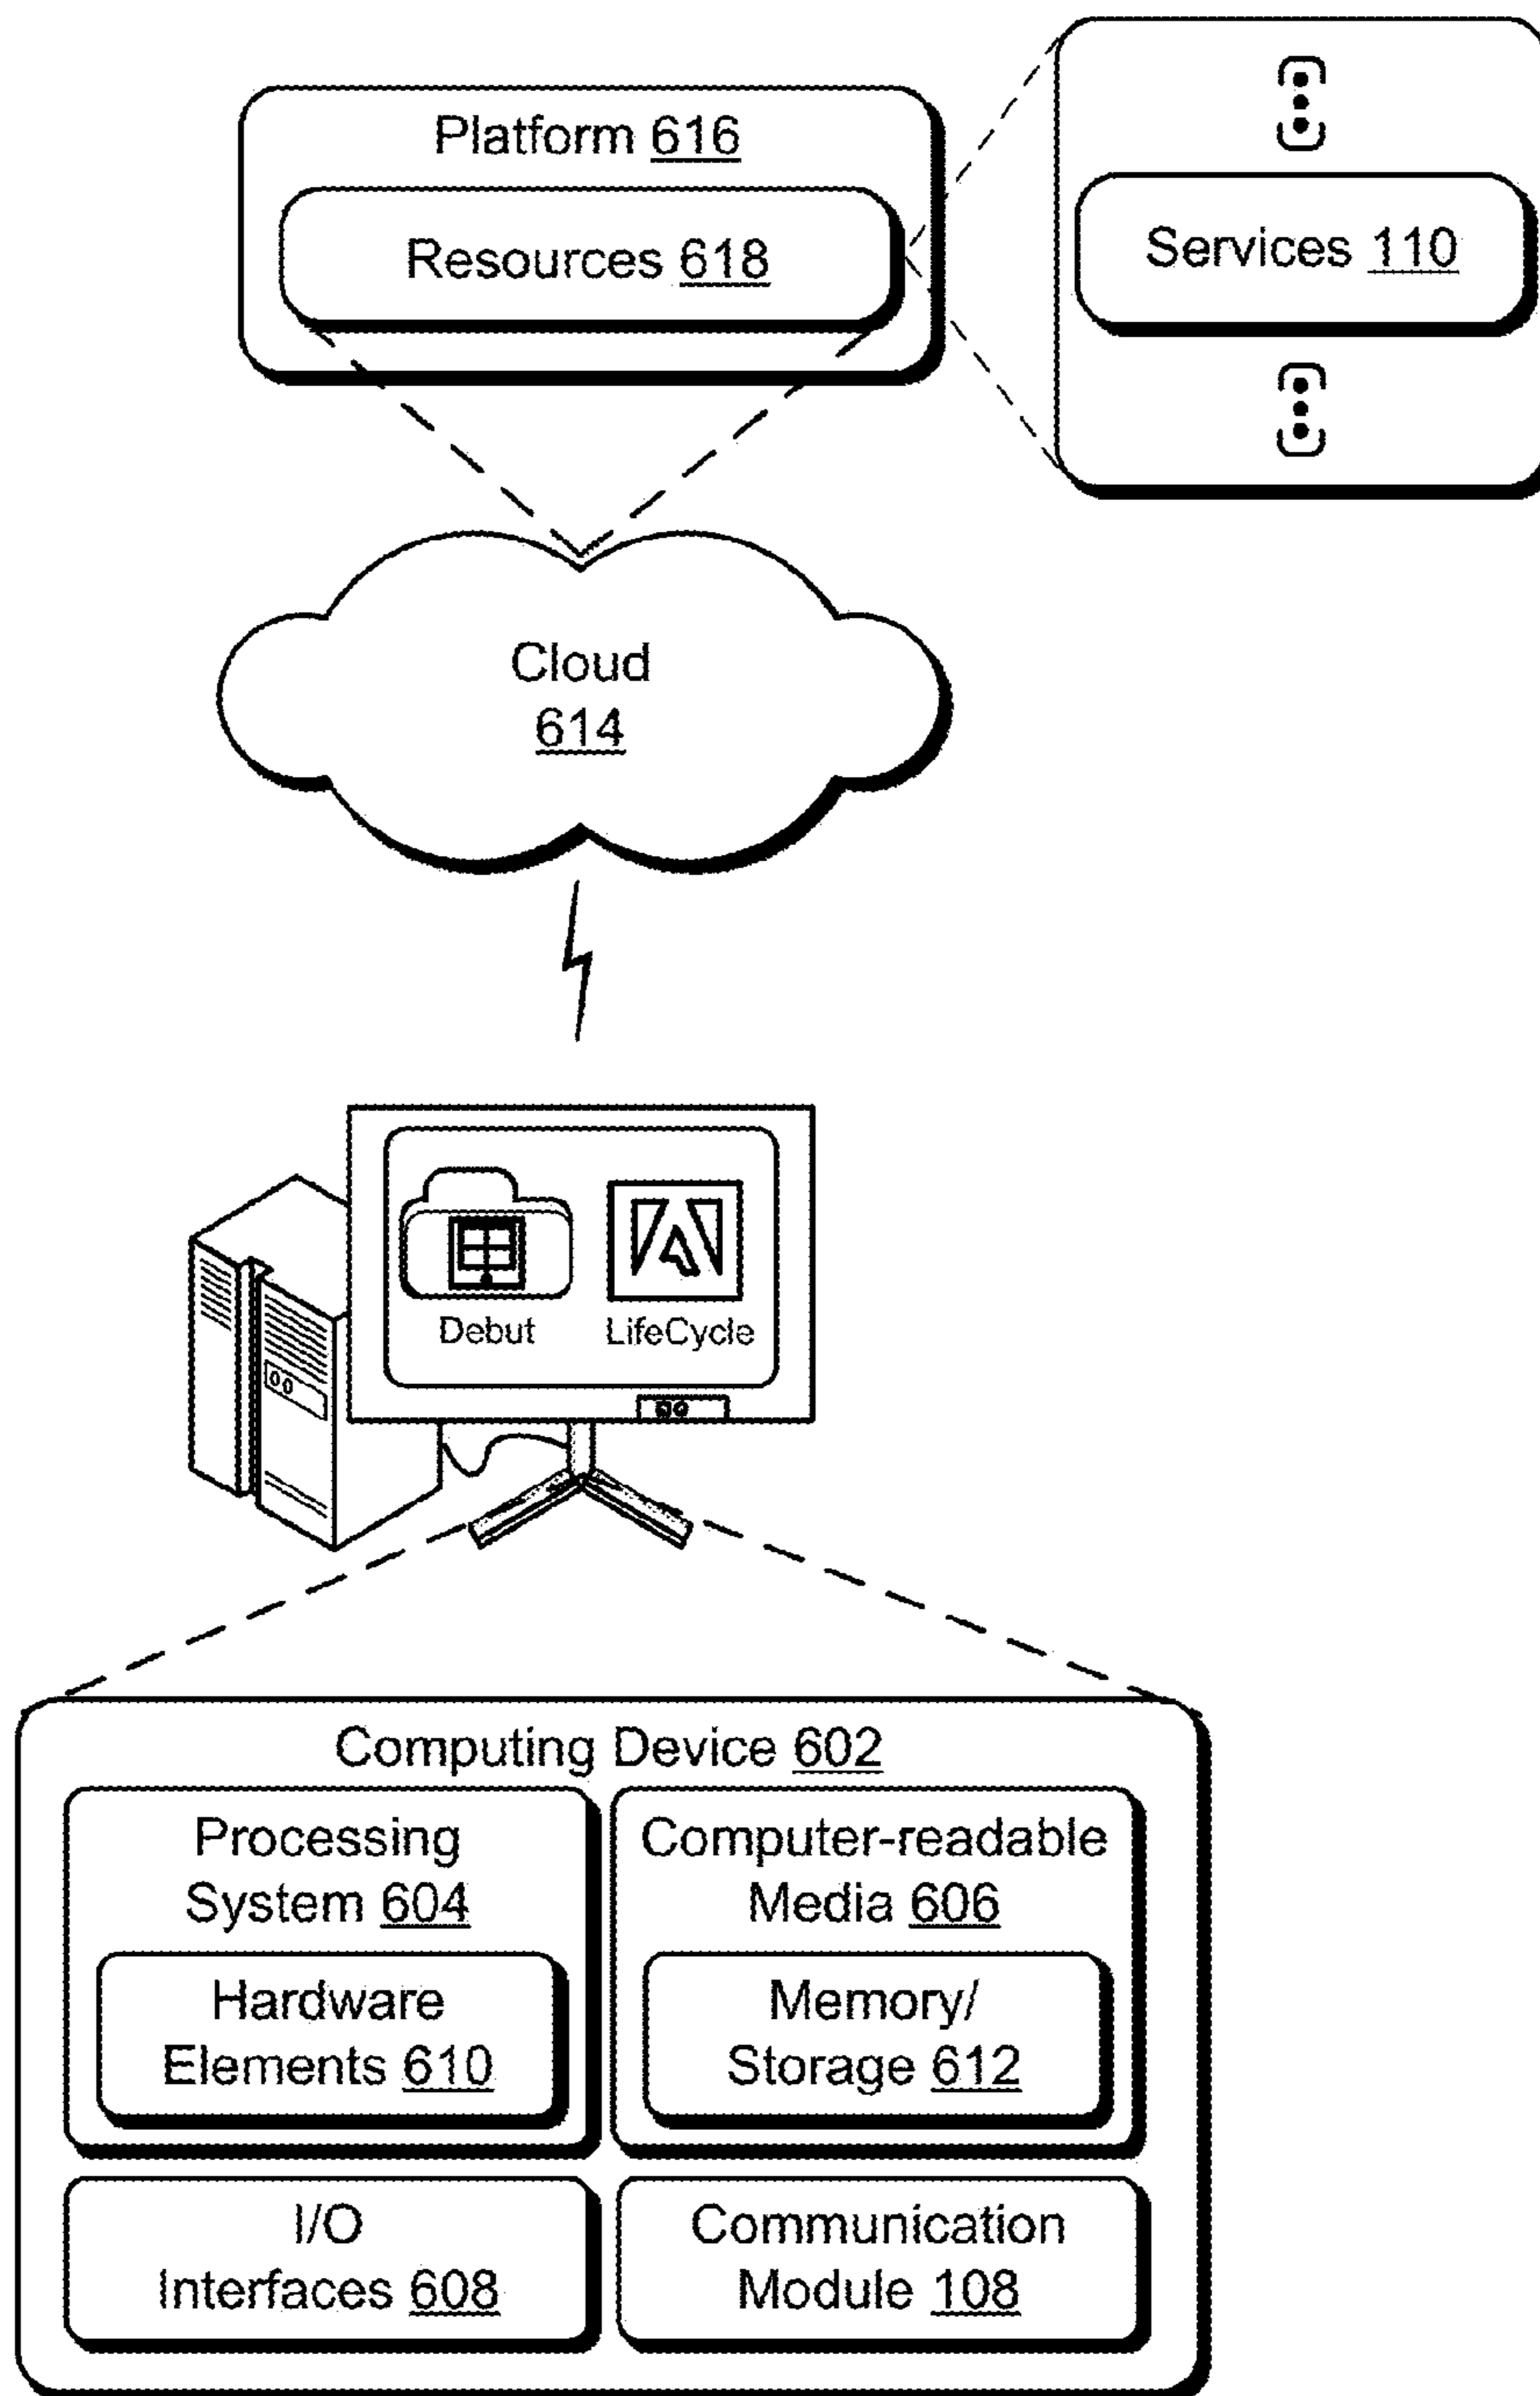 Platform 616
Resources 618
Services 110
Cloud
614
Debut
LifeCycle
Computing Device 602
Processing
System 604
Hardware
Elements 610
Computer-readable
Media 606
Memory/
Storage 612
I/O
Interfaces 608
Communication
Module 108